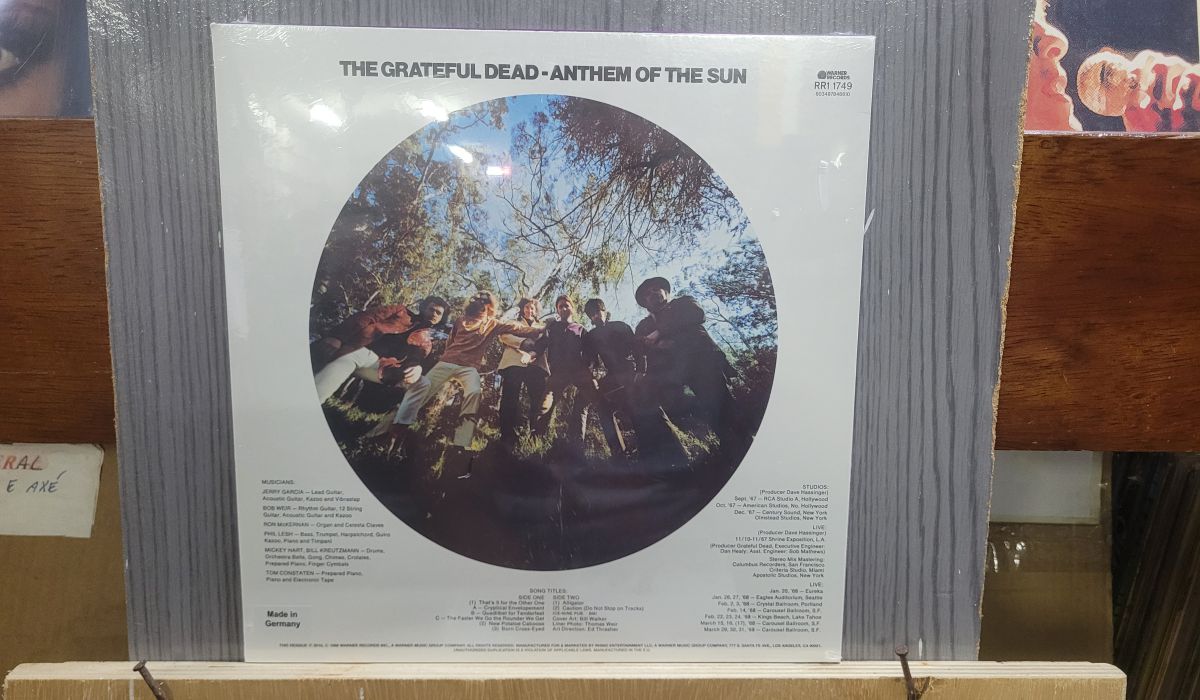 THE GRATEFUL DEAD - ANTHEM OF THE SUN
WARNER RECORDS
RR1 1749
603497848610
MUSICIANS:
JERRY GARCIA — Lead Guitar,
Acoustic Guitar, Kazoo and Vibraslap
BOB WEIR — Rhythm Guitar, 12 String
Guitar, Acoustic Guitar and Kazoo
RON McKERNAN — Organ and Celesta Claves
PHIL LESH — Bass, Trumpet, Harpsichord, Guiro
Kazoo, Piano and Timpani
MICKEY HART, BILL KREUTZMANN — Drums,
Orchestra Bells, Gong, Chimes, Crotales,
Prepared Piano, Finger Cymbals
TOM CONSTATEN — Prepared Piano,
Piano and Electronic Tape
Made in
Germany
SONG TITLES:
SIDE ONE
(1) That's It for the Other One
A — Cryptical Envelopement
B — Quadlibet for Tenderfeet
C — The Faster We Go the Rounder We Get
(2) New Potatoe Caboose
(3) Born Cross-Eyed
SIDE TWO
(1) Alligator
(2) Caution (Do Not Stop on Tracks)
ICE-NINE PUB. - BMI
Cover Art: Bill Walker
Liner Photo: Thomas Weir
Art Direction: Ed Thrasher
STUDIOS:
(Producer Dave Hassinger)
Sept. '67 — RCA Studio A, Hollywood
Oct. '67 — American Studios, No. Hollywood
Dec. '67 — Century Sound, New York
Olmstead Studios, New York
LIVE:
(Producer Dave Hassinger)
11/10-11/67 Shrine Exposition, L.A.
(Producer Grateful Dead, Executive Engineer:
Dan Healy; Asst. Engineer: Bob Mathews)
Stereo Mix Mastering:
Columbus Recorders, San Francisco
Criteria Studio, Miami
Apostolic Studios, New York
LIVE:
Jan. 20, '68 — Eureka
Jan. 26, 27, '68 — Eagles Auditorium, Seattle
Feb. 2, 3, '68 — Crystal Ballroom, Portland
Feb. 14, '68 — Carousel Ballroom, S.F.
Feb. 22, 23, 24, '68 — Kings Beach, Lake Tahoe
March 15, 16, (17), '68 — Carousel Ballroom, S.F.
March 29, 30, 31, '68 — Carousel Ballroom, S.F.
RAL
E AXÉ